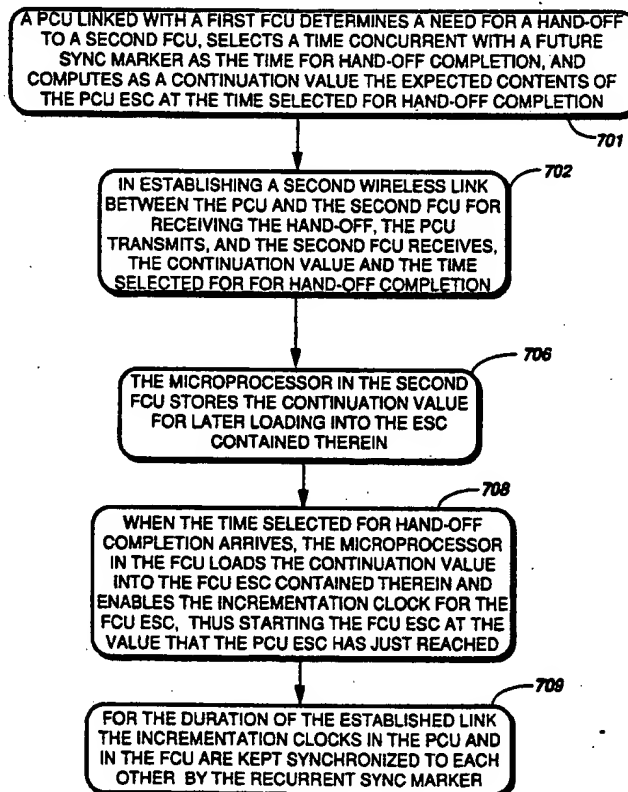 A PCU LINKED WITH A FIRST FCU DETERMINES A NEED FOR A HAND-OFF
TO A SECOND FCU, SELECTS A TIME CONCURRENT WITH A FUTURE
SYNC MARKER AS THE TIME FOR HAND-OFF COMPLETION, AND
COMPUTES AS A CONTINUATION VALUE THE EXPECTED CONTENTS OF
THE PCU ESC AT THE TIME SELECTED FOR HAND-OFF COMPLETION
701
702
IN ESTABLISHING A SECOND WIRELESS LINK
BETWEEN THE PCU AND THE SECOND FCU FOR
RECEIVING THE HAND-OFF, THE PCU
TRANSMITS, AND THE SECOND FCU RECEIVES,
THE CONTINUATION VALUE AND THE TIME
SELECTED FOR FOR HAND-OFF COMPLETION
706
THE MICROPROCESSOR IN THE SECOND
FCU STORES THE CONTINUATION VALUE
FOR LATER LOADING INTO THE ESC
CONTAINED THEREIN
708
WHEN THE TIME SELECTED FOR HAND-OFF
COMPLETION ARRIVES, THE MICROPROCESSOR
IN THE FCU LOADS THE CONTINUATION VALUE
INTO THE FCU ESC CONTAINED THEREIN AND
ENABLES THE INCREMENTATION CLOCK FOR THE
FCU ESC, THUS STARTING THE FCU ESC AT THE
VALUE THAT THE PCU ESC HAS JUST REACHED
709
FOR THE DURATION OF THE ESTABLISHED LINK
THE INCREMENTATION CLOCKS IN THE PCU AND
IN THE FCU ARE KEPT SYNCHRONIZED TO EACH
OTHER BY THE RECURRENT SYNC MARKER